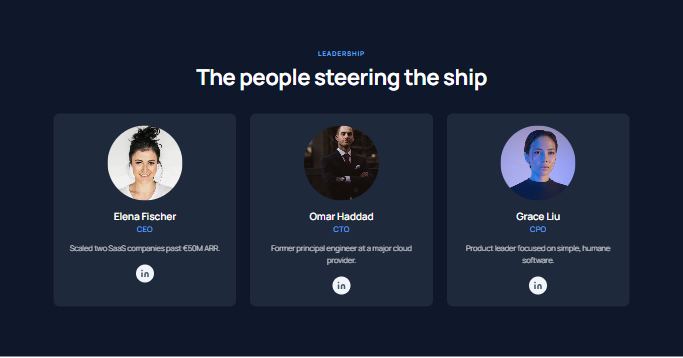 LEADERSHIP
The people steering the ship
Elena Fischer
CEO
Scaled two SaaS companies past €50M ARR.
in
Omar Haddad
CTO
Former principal engineer at a major cloud
provider.
in
Grace Liu
CPO
Product leader focused on simple, humane
software.
in